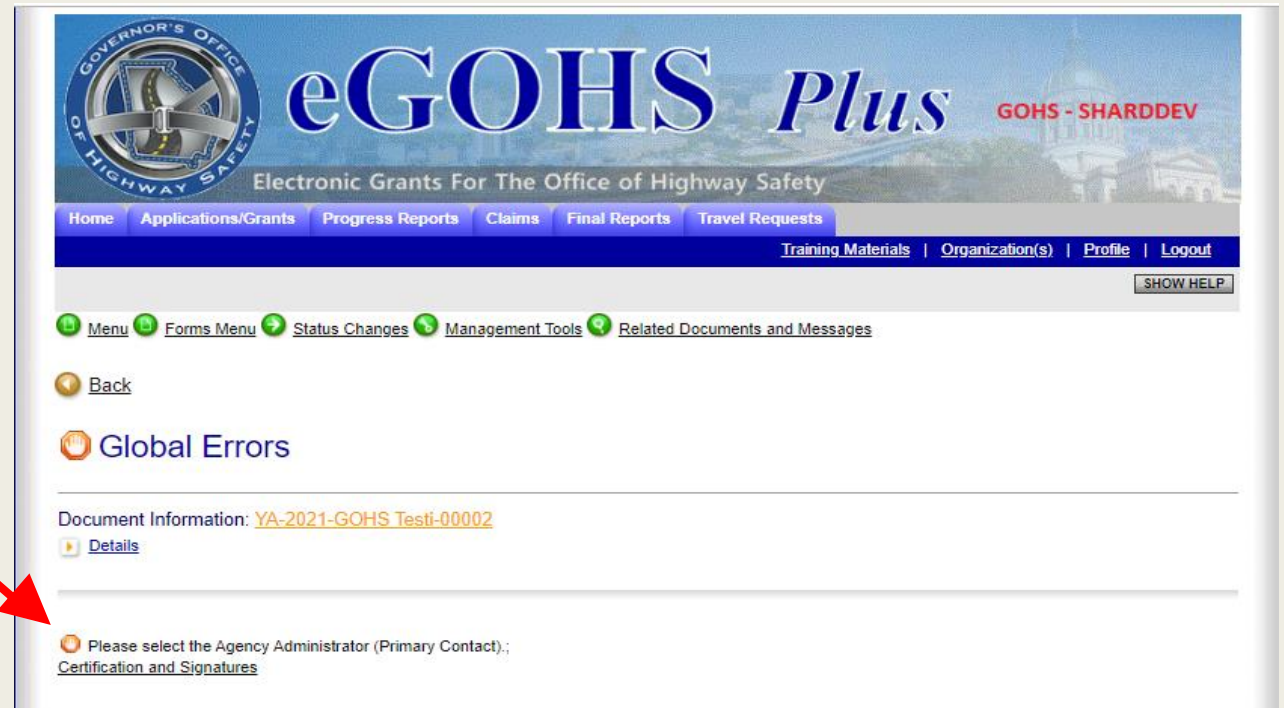 GOVERNOR'S OFFICE
OF HIGHWAY SAFETY
eGOHS Plus
GOHS - SHARDDEV
Electronic Grants For The Office of Highway Safety
Home Applications/Grants Progress Reports Claims Final Reports Travel Requests
Training Materials | Organization(s) | Profile | Logout
SHOW HELP
Menu Forms Menu Status Changes Management Tools Related Documents and Messages
Back
Global Errors
Document Information: YA-2021-GOHS Testi-00002
Details
Please select the Agency Administrator (Primary Contact).;
Certification and Signatures